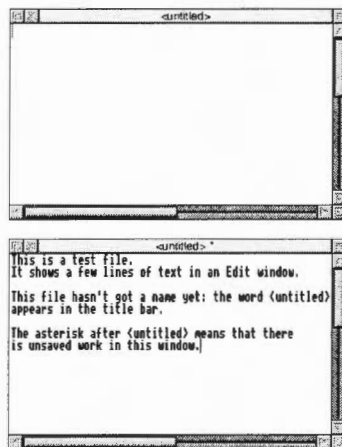 <untitled>
<untitled> *
This is a test file.
It shows a few lines of text in an Edit window.
This file hasn't got a name yet: the word <untitled>
appears in the title bar.
The asterisk after <untitled> means that there
is unsaved work in this window.